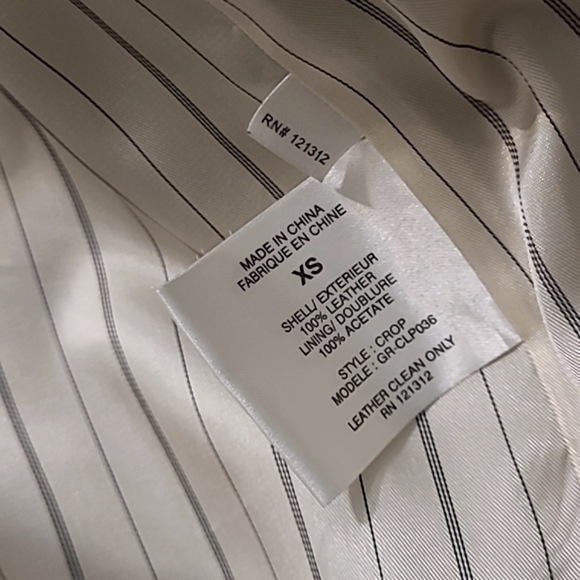 RN# 121312
MADE IN CHINA
FABRIQUE EN CHINE
XS
SHELL/ EXTERIEUR
100% LEATHER
LINING/ DOUBLURE
100% ACETATE
STYLE : CROP
MODELE : GR-CLP036
LEATHER CLEAN ONLY
RN 121312